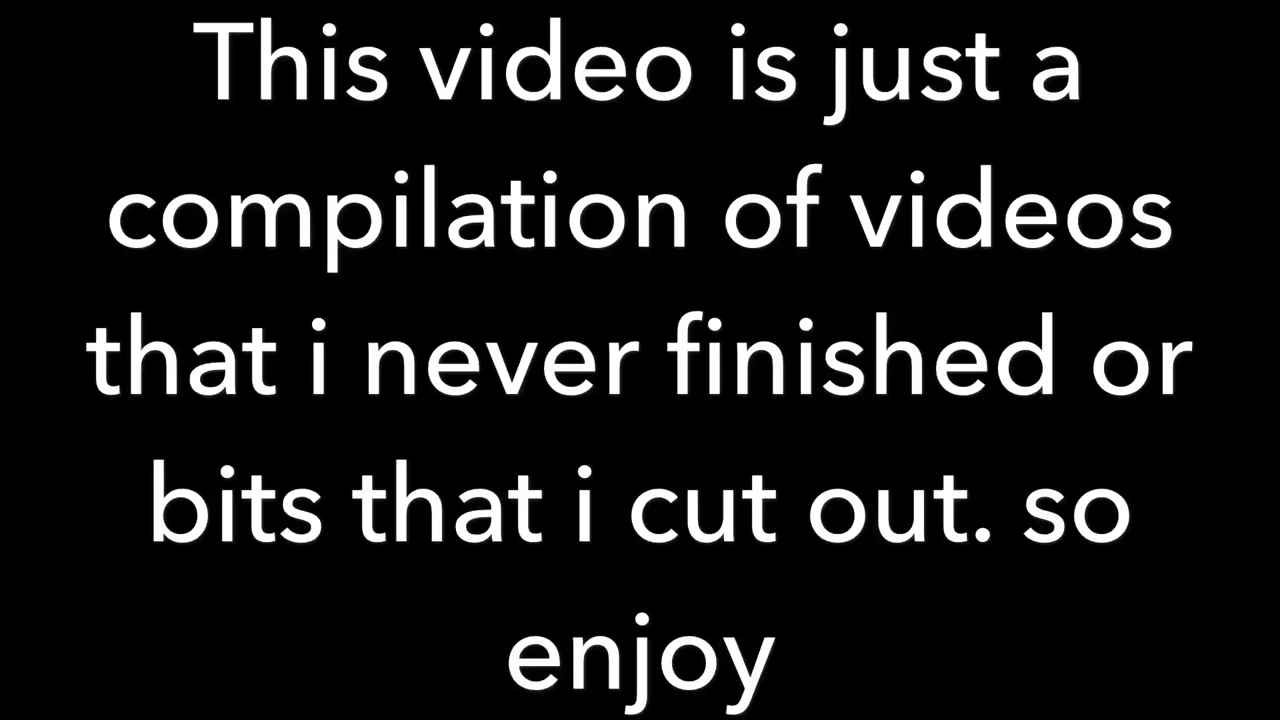 This video is just a
compilation of videos
that i never finished or
bits that i cut out. so
enjoy